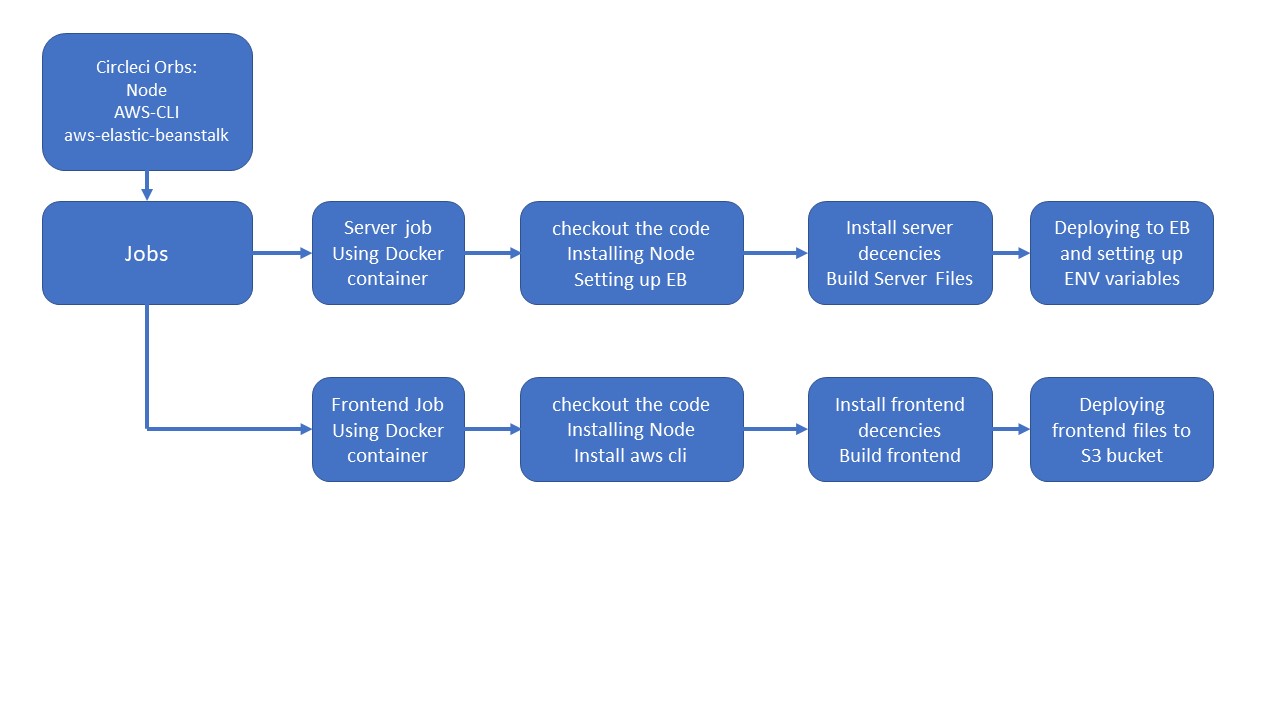 Circleci Orbs:
Node
AWS-CLI
aws-elastic-beanstalk
Jobs
Server job
Using Docker
container
checkout the code
Installing Node
Setting up EB
Install server
decencies
Build Server Files
Deploying to EB
and setting up
ENV variables
Frontend Job
Using Docker
container
checkout the code
Installing Node
Install aws cli
Install frontend
decencies
Build frontend
Deploying
frontend files to
S3 bucket